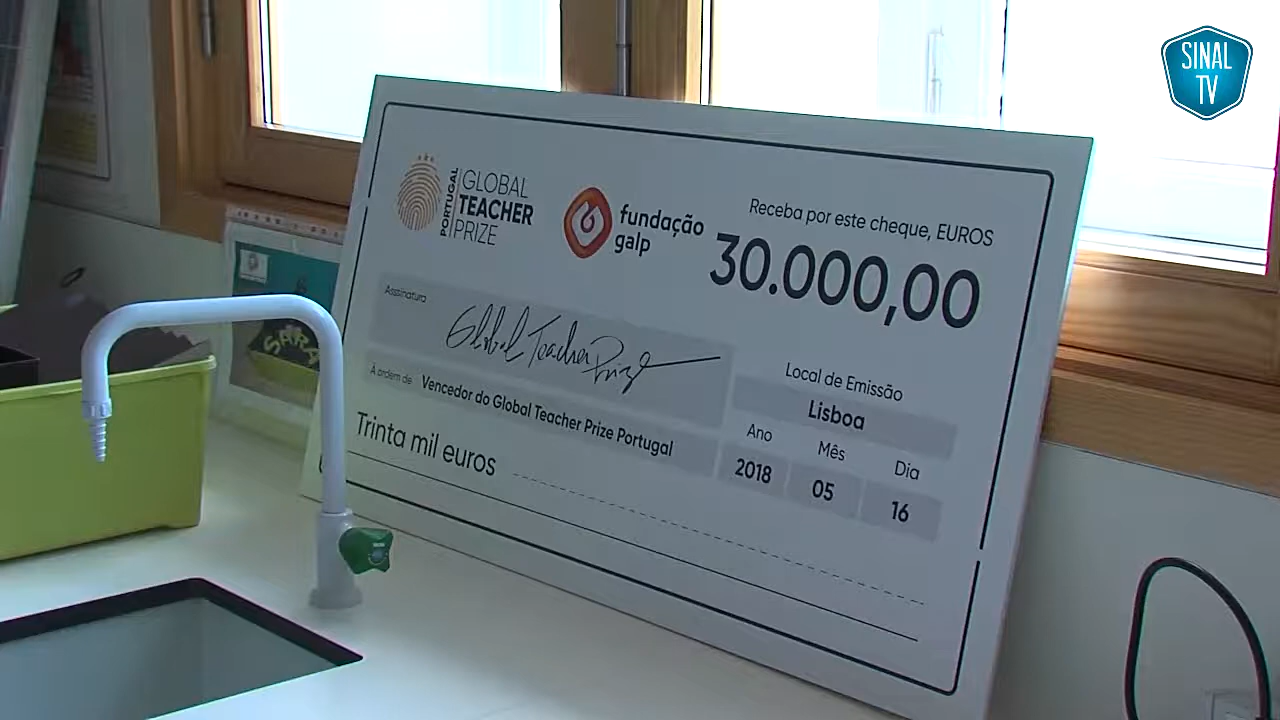 SINAL
TV
PORTUGAL
GLOBAL
TEACHER
PRIZE
fundação
galp
Receba por este cheque, EUROS
30.000,00
Assinatura
Global Teacher Prize
À ordem de
Vencedor do Global Teacher Prize Portugal
Trinta mil euros
Local de Emissão
Lisboa
Ano Mês Dia
2018 05 16
SARA